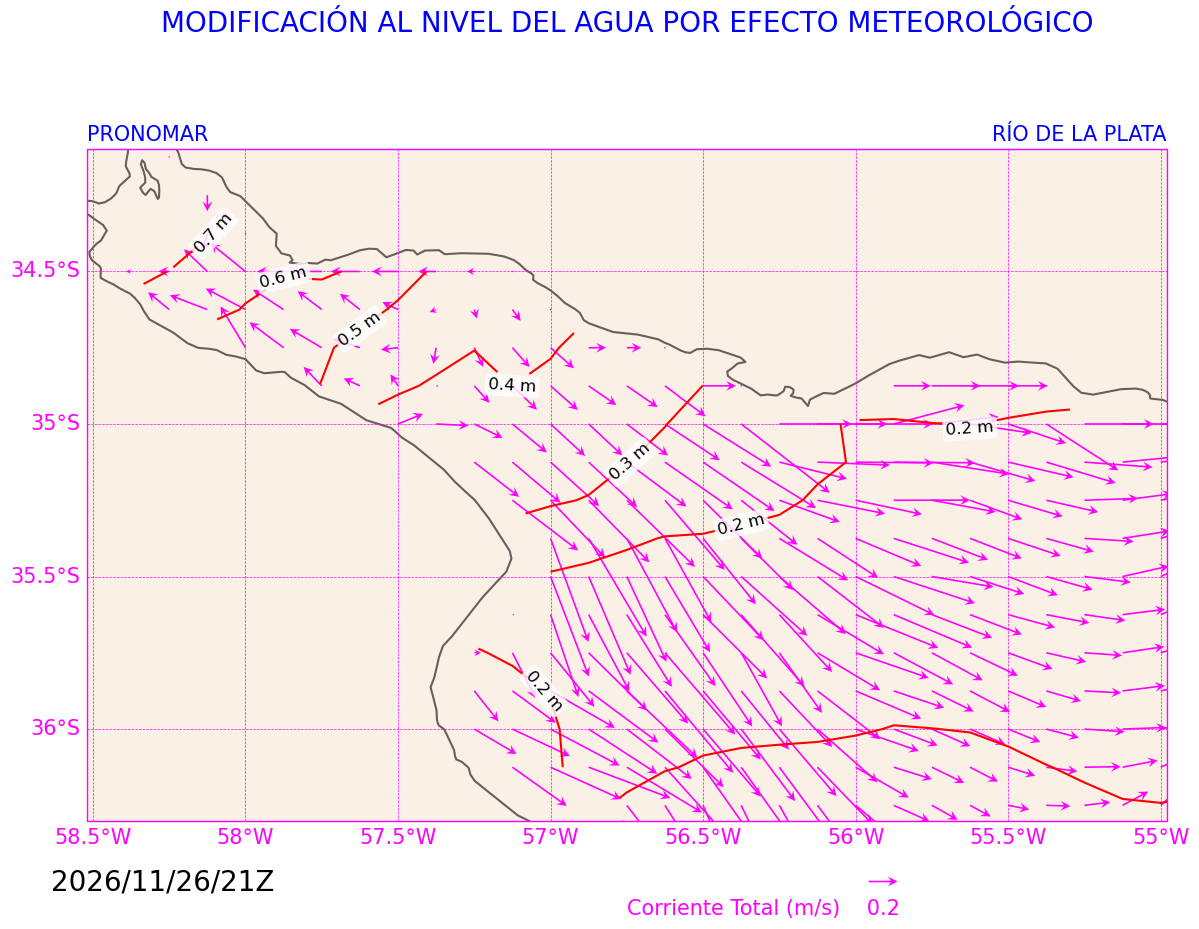 MODIFICACIÓN AL NIVEL DEL AGUA POR EFECTO METEOROLÓGICO
PRONOMAR
RÍO DE LA PLATA
0.7 m
34.5°S
0.6 m
0.5 m
0.4 m
35°S
0.2 m
0.3 m
0.2 m
35.5°S
0.2 m
36°S
58.5°W
58°W
57.5°W
57°W
56.5°W
56°W
55.5°W
55°W
2026/11/26/21Z
Corriente Total (m/s)
0.2